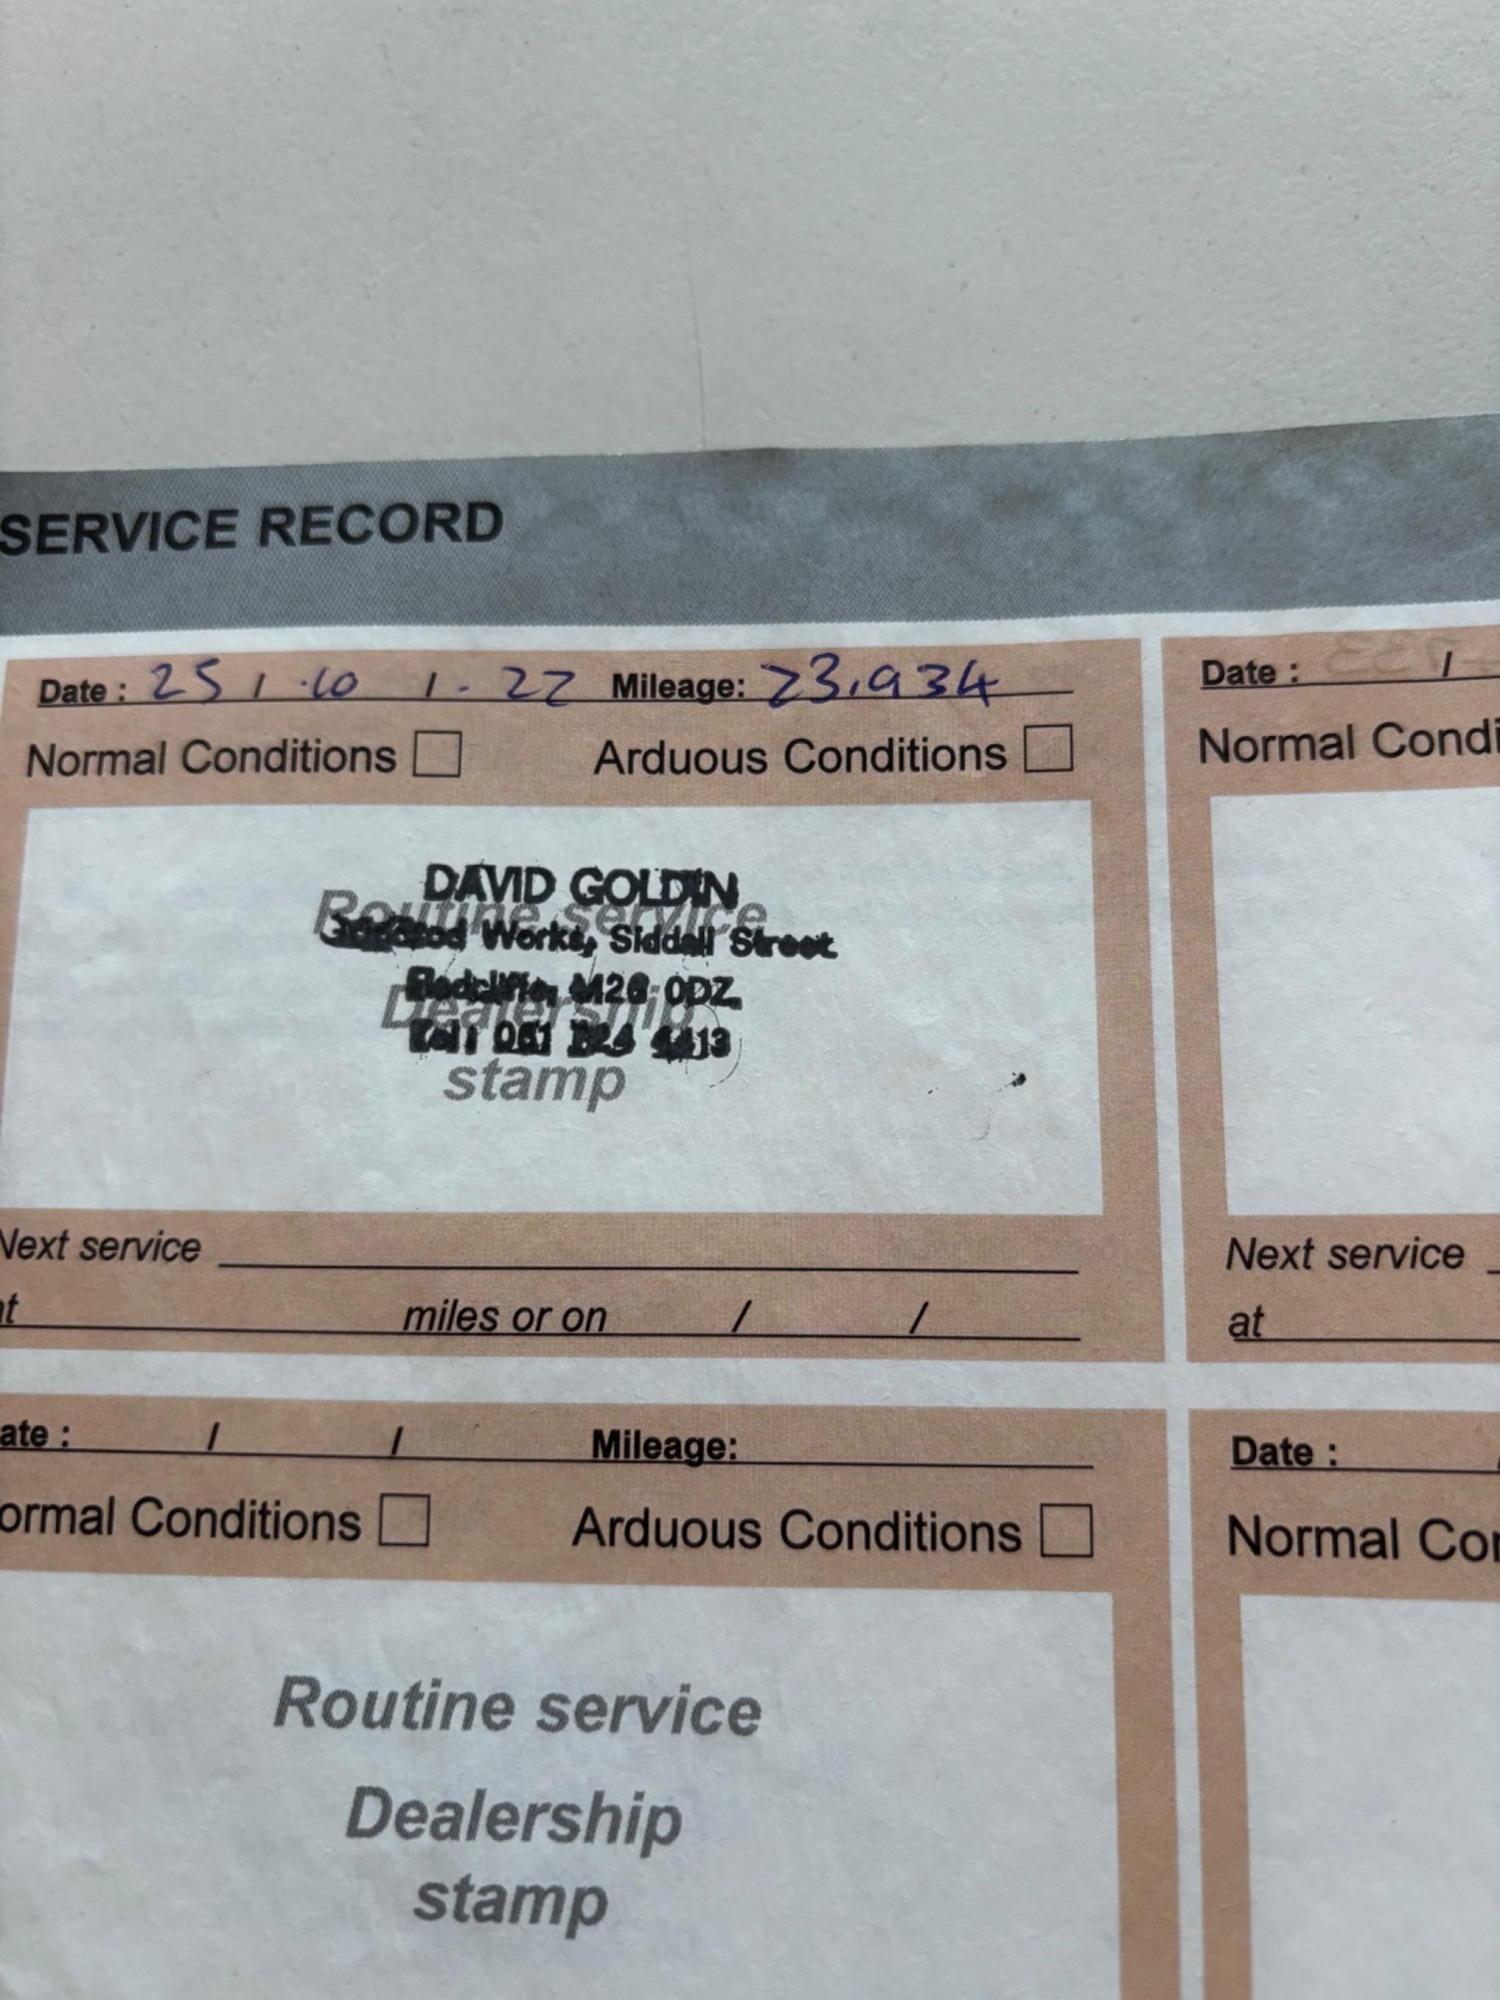 SERVICE RECORD
Date : 25 / 10 / 22 Mileage: 23,934
Normal Conditions Arduous Conditions
Routine service
Dealership
stamp
DAVID GOLDIN
Works, Siddall Street
M26 0DZ
Next service
miles or on / /
Date : /
Normal Condi
Next service
at
ate : / / Mileage:
ormal Conditions Arduous Conditions
Routine service
Dealership
stamp
Date :
Normal Co